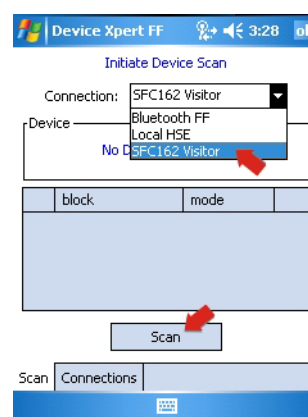 Device Xpert FF 3:28
Initiate Device Scan
Connection: SFC162 Visitor
Bluetooth FF
Local HSE
SFC162 Visitor
Device
No D
block mode
Scan
Scan Connections